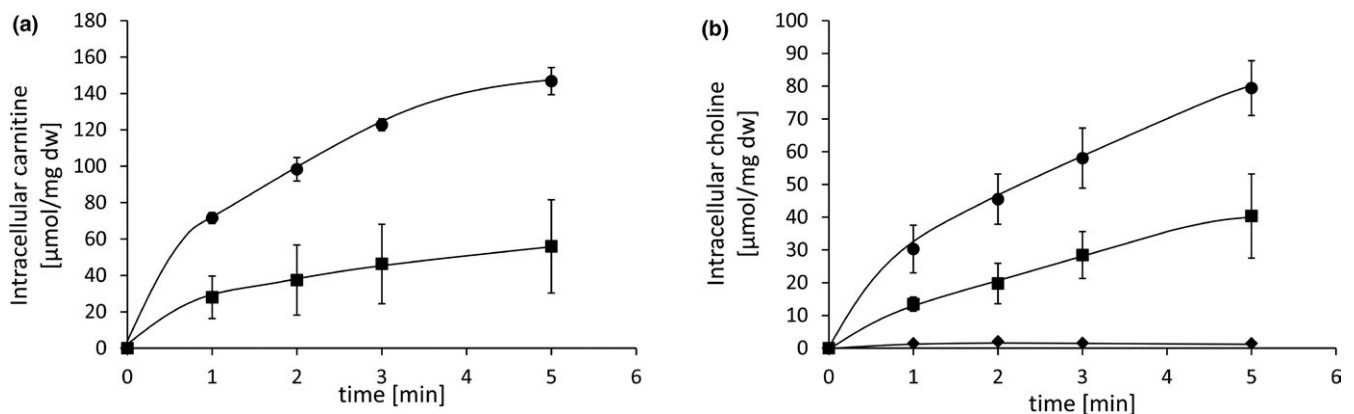 (a)
Intracellular carnitine
[µmol/mg dw]
180
160
140
120
100
80
60
40
20
0
0 1 2 3 4 5 6
time [min]
(b)
Intracellular choline
[µmol/mg dw]
100
90
80
70
60
50
40
30
20
10
0
0 1 2 3 4 5 6
time [min]